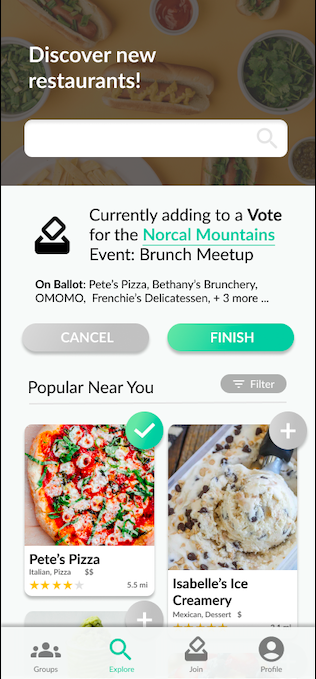 Discover new
restaurants!
Currently adding to a Vote
for the Norcal Mountains
Event: Brunch Meetup
On Ballot: Pete's Pizza, Bethany's Brunchery,
OMOMO, Frenchie's Delicatessen, + 3 more ...
CANCEL
FINISH
Popular Near You
Filter
Pete's Pizza
Italian, Pizza $$
5.5 mi
Isabelle's Ice
Creamery
Mexican, Dessert $
Groups
Explore
Join
Profile